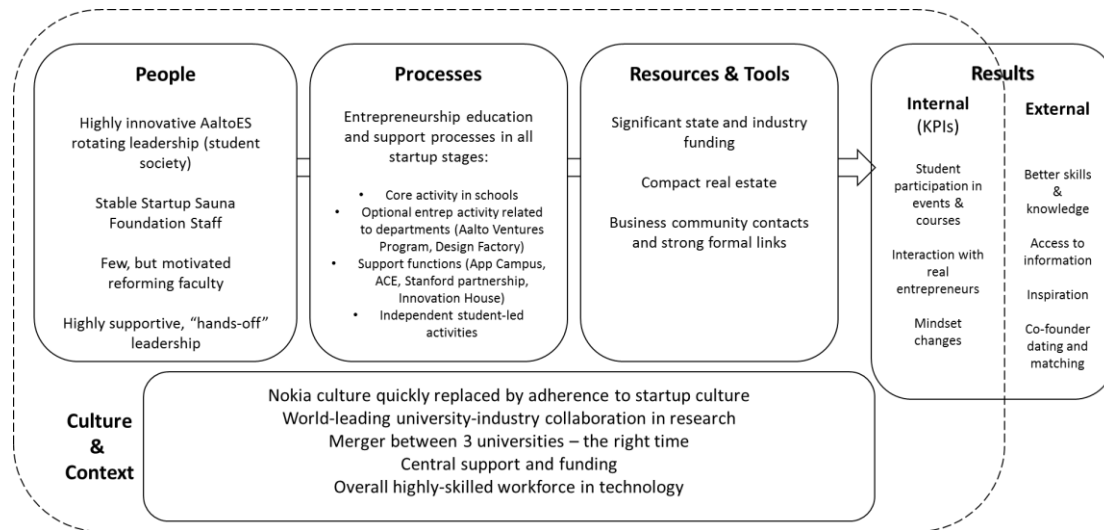 People
Highly innovative AaltoES
rotating leadership (student
society)
Stable Startup Sauna
Foundation Staff
Few, but motivated
reforming faculty
Highly supportive, “hands-off”
leadership
Processes
Entrepreneurship education
and support processes in all
startup stages:
• Core activity in schools
• Optional entrep activity related
to departments (Aalto Ventures
Program, Design Factory)
• Support functions (App Campus,
ACE, Stanford partnership,
Innovation House)
• Independent student-led
activities
Resources & Tools
Significant state and industry
funding
Compact real estate
Business community contacts
and strong formal links
Results
Internal
(KPIs)
Student
participation in
events &
courses
Interaction with
real
entrepreneurs
Mindset
changes
External
Better skills
&
knowledge
Access to
information
Inspiration
Co-founder
dating and
matching
Culture
&
Context
Nokia culture quickly replaced by adherence to startup culture
World-leading university-industry collaboration in research
Merger between 3 universities – the right time
Central support and funding
Overall highly-skilled workforce in technology